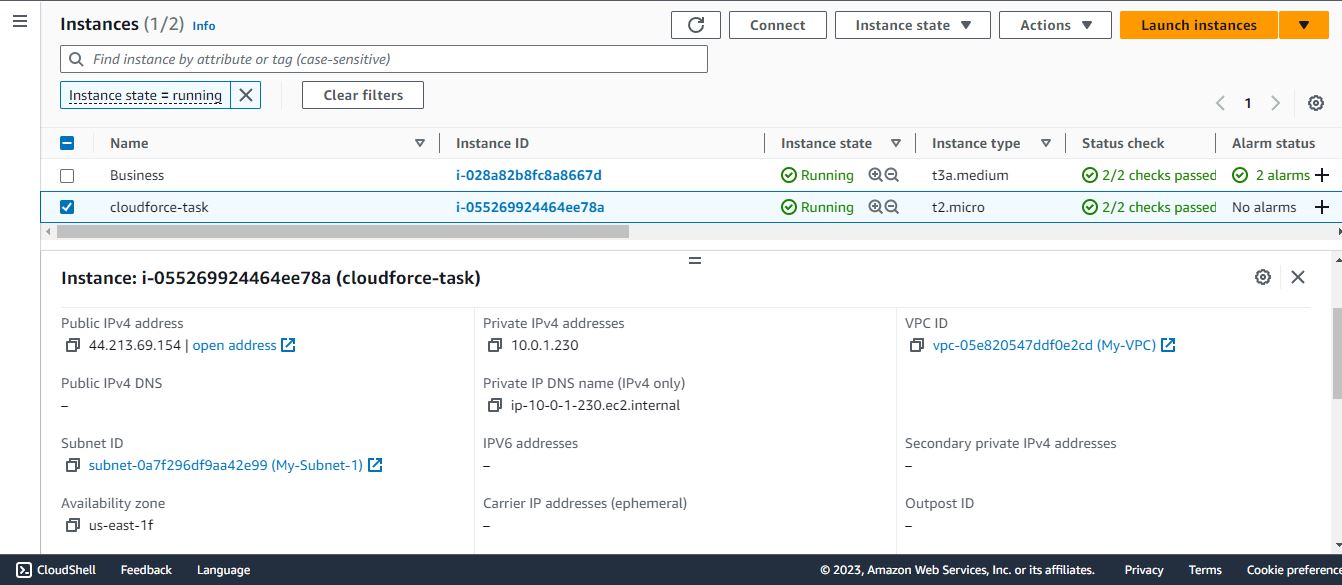 Instances (1/2) Info
Connect Instance state Actions Launch instances
Find instance by attribute or tag (case-sensitive)
Instance state = running Clear filters
1
Name Instance ID Instance state Instance type Status check Alarm status
Business i-028a82b8fc8a8667d Running t3a.medium 2/2 checks passed 2 alarms +
cloudforce-task i-055269924464ee78a Running t2.micro 2/2 checks passed No alarms +
Instance: i-055269924464ee78a (cloudforce-task)
Public IPv4 address
44.213.69.154 | open address
Public IPv4 DNS
–
Subnet ID
subnet-0a7f296df9aa42e99 (My-Subnet-1)
Availability zone
us-east-1f
Private IPv4 addresses
10.0.1.230
Private IP DNS name (IPv4 only)
ip-10-0-1-230.ec2.internal
IPV6 addresses
–
Carrier IP addresses (ephemeral)
–
VPC ID
vpc-05e820547ddf0e2cd (My-VPC)
Secondary private IPv4 addresses
–
Outpost ID
–
CloudShell Feedback Language © 2023, Amazon Web Services, Inc. or its affiliates. Privacy Terms Cookie preference